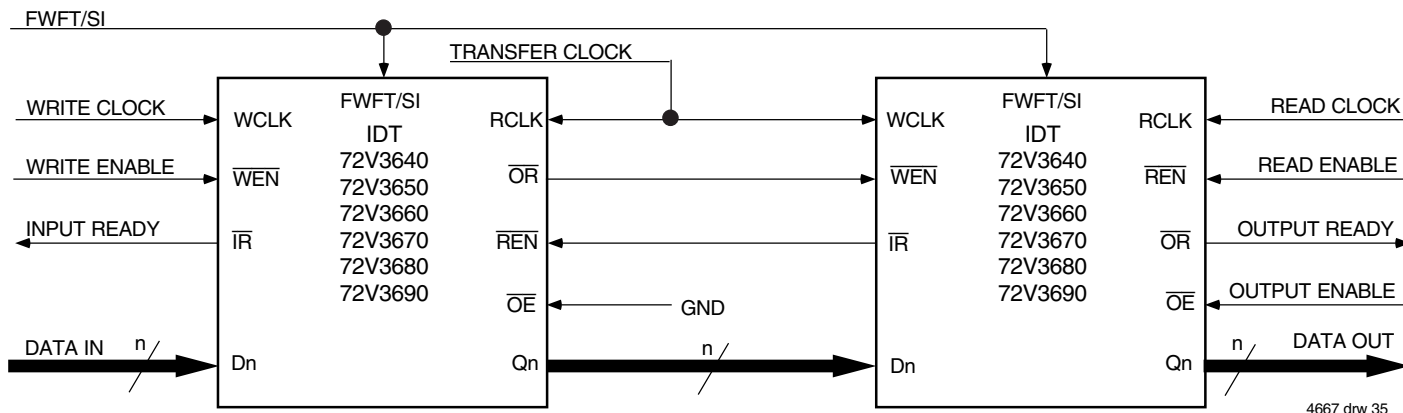 FWFT/SI
TRANSFER CLOCK
WRITE CLOCK
WRITE ENABLE
INPUT READY
DATA IN
n
FWFT/SI
IDT
72V3640
72V3650
72V3660
72V3670
72V3680
72V3690
WCLK
WEN
IR
Dn
RCLK
OR
REN
OE
Qn
GND
n
FWFT/SI
IDT
72V3640
72V3650
72V3660
72V3670
72V3680
72V3690
WCLK
WEN
IR
Dn
RCLK
REN
OR
OE
Qn
READ CLOCK
READ ENABLE
OUTPUT READY
OUTPUT ENABLE
n
DATA OUT
4667 drw 35